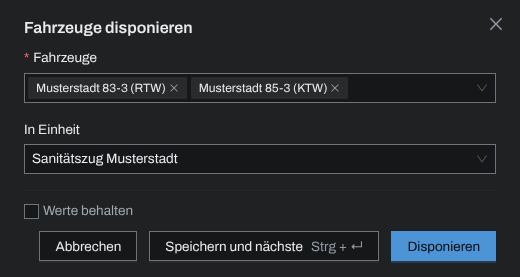 Fahrzeuge disponieren
* Fahrzeuge
Musterstadt 83-3 (RTW) Musterstadt 85-3 (KTW)
In Einheit
Sanitätszug Musterstadt
Werte behalten
Abbrechen Speichern und nächste Strg + ↵ Disponieren